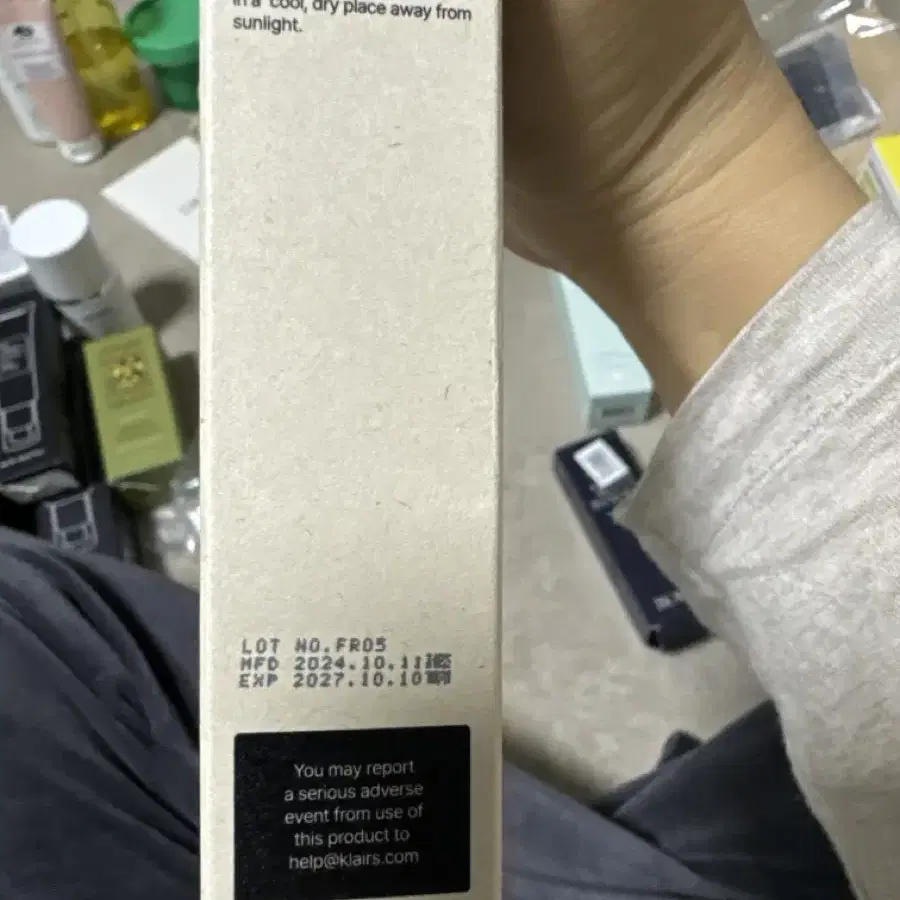 in a cool, dry place away from
sunlight.
LOT NO.FR05
MFD 2024.10.11
EXP 2027.10.10
You may report
a serious adverse
event from use of
this product to
help@klairs.com